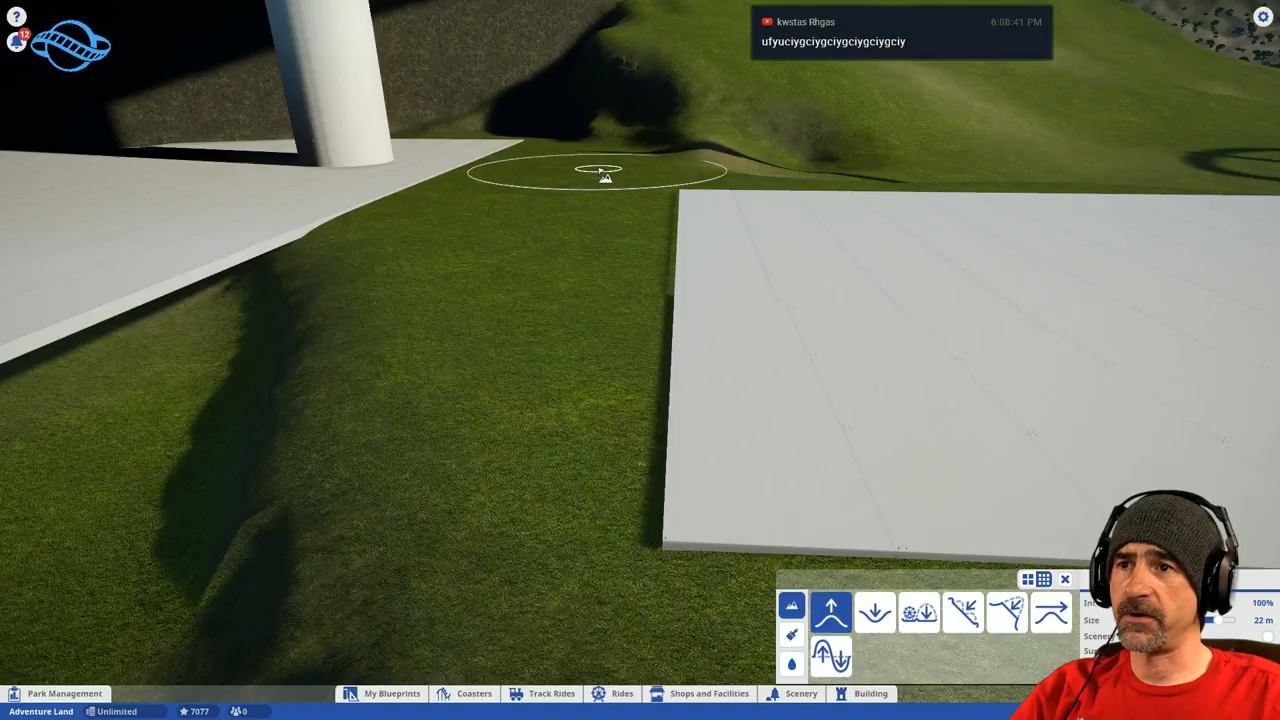 ?
12
kwstas Rhgas 6:08:41 PM
ufyuciygciygciygciygciygciy
100%
Size 22 m
Park Management My Blueprints Coasters Track Rides Rides Shops and Facilities Scenery Building
Adventure Land Unlimited 7077 0